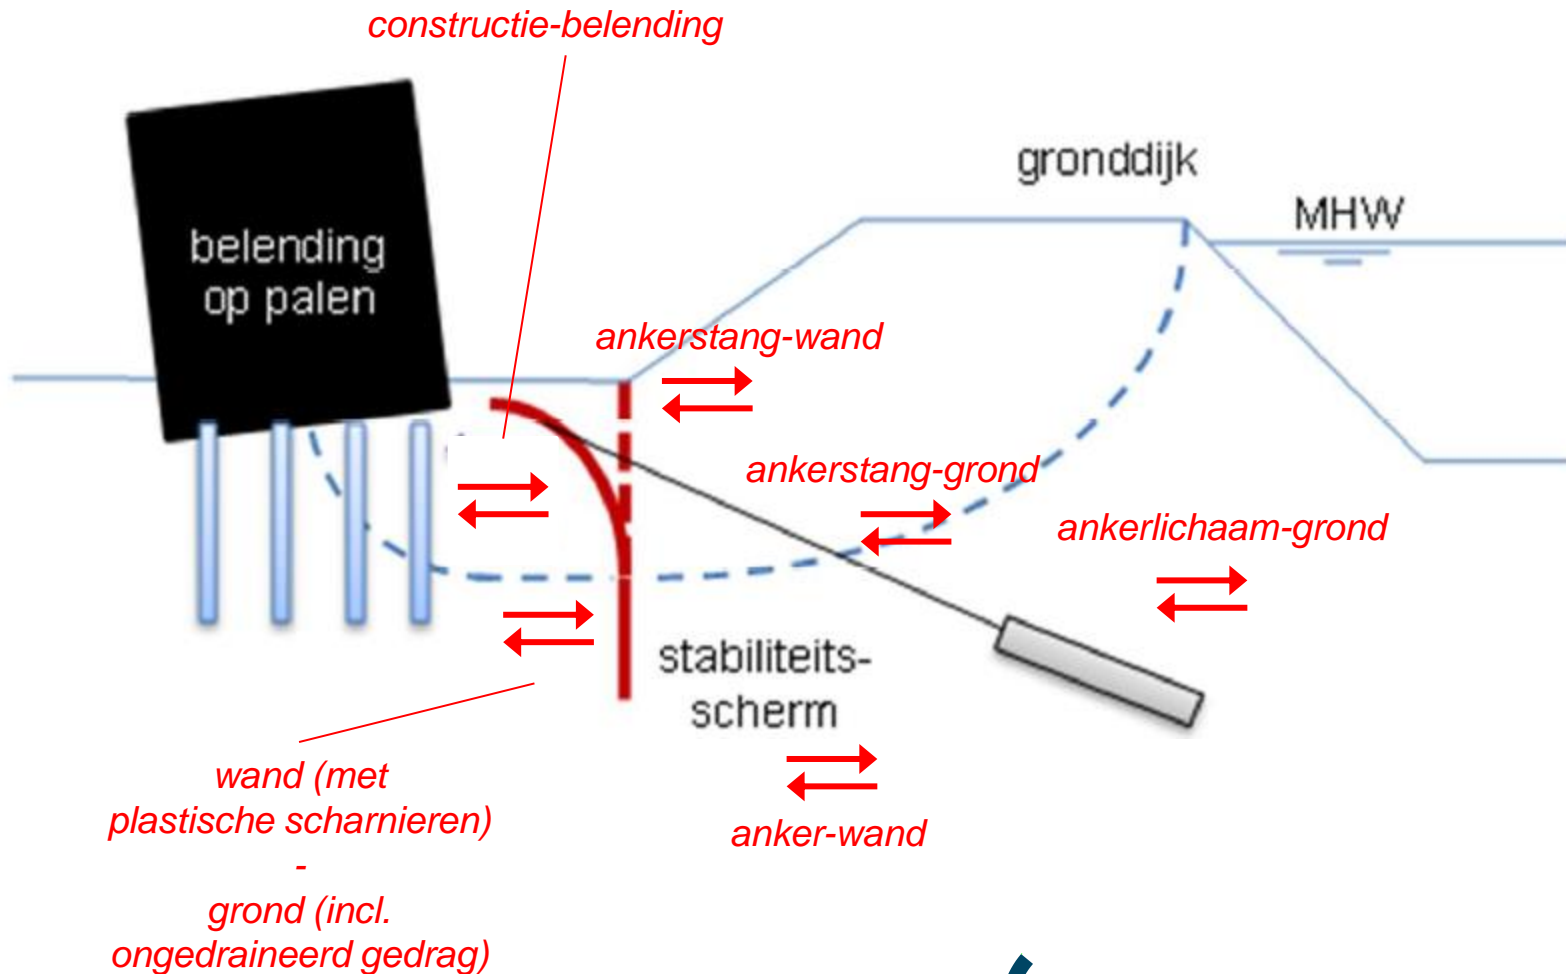 constructie-belending
gronddijk
MHW
belending
op palen
ankerstang-wand
ankerstang-grond
ankerlichaam-grond
stabiliteits-
scherm
wand (met
plastische scharnieren)
-
grond (incl.
ongedraineerd gedrag)
anker-wand